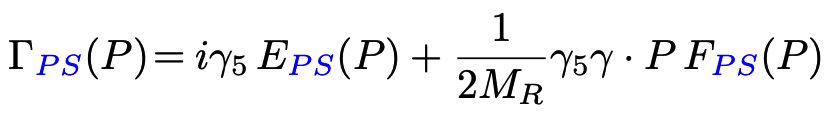 Γ_{PS}(P) = iγ_5 E_{PS}(P) + \frac{1}{2M_R} γ_5 γ · P F_{PS}(P)